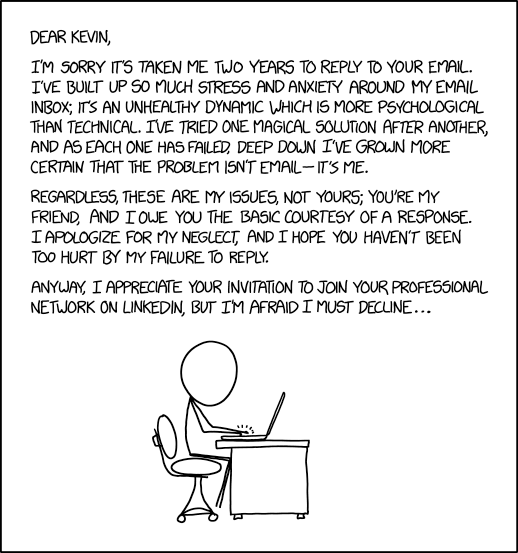 DEAR KEVIN,
I'M SORRY IT'S TAKEN ME TWO YEARS TO REPLY TO YOUR EMAIL.
I'VE BUILT UP SO MUCH STRESS AND ANXIETY AROUND MY EMAIL
INBOX; IT'S AN UNHEALTHY DYNAMIC WHICH IS MORE PSYCHOLOGICAL
THAN TECHNICAL. I'VE TRIED ONE MAGICAL SOLUTION AFTER ANOTHER,
AND AS EACH ONE HAS FAILED, DEEP DOWN I'VE GROWN MORE
CERTAIN THAT THE PROBLEM ISN'T EMAIL—IT'S ME.
REGARDLESS, THESE ARE MY ISSUES, NOT YOURS; YOU'RE MY
FRIEND, AND I OWE YOU THE BASIC COURTESY OF A RESPONSE.
I APOLOGIZE FOR MY NEGLECT, AND I HOPE YOU HAVEN'T BEEN
TOO HURT BY MY FAILURE TO REPLY.
ANYWAY, I APPRECIATE YOUR INVITATION TO JOIN YOUR PROFESSIONAL
NETWORK ON LINKEDIN, BUT I'M AFRAID I MUST DECLINE...